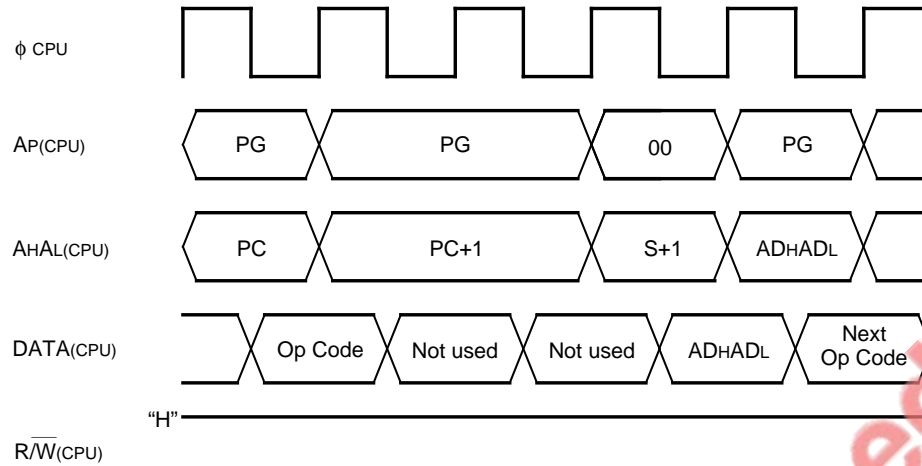 ϕ CPU
AP(CPU) PG PG 00 PG
AHAL(CPU) PC PC+1 S+1 ADHADL
DATA(CPU) Op Code Not used Not used ADHADL Next Op Code
“H”
R/W̅(CPU)